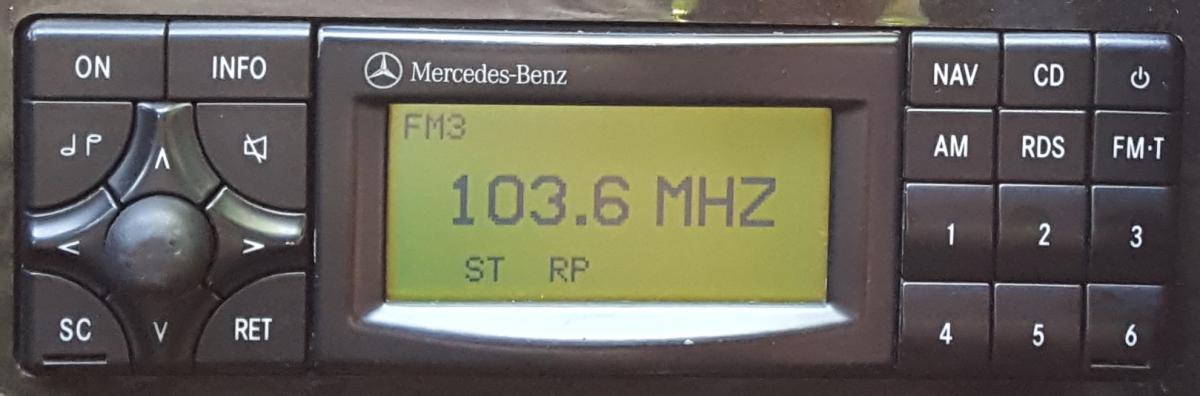 ON INFO
Mercedes-Benz
NAV CD
FM3
AM RDS FM·T
103.6 MHZ
1 2 3
ST RP
SC RET
4 5 6